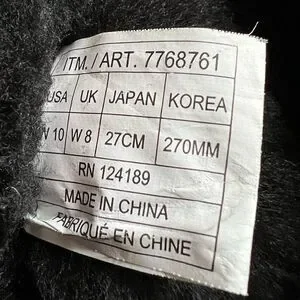 ITM. / ART. 7768761
USA UK JAPAN KOREA
W 10 W 8 27CM 270MM
RN 124189
MADE IN CHINA
FABRIQUÉ EN CHINE